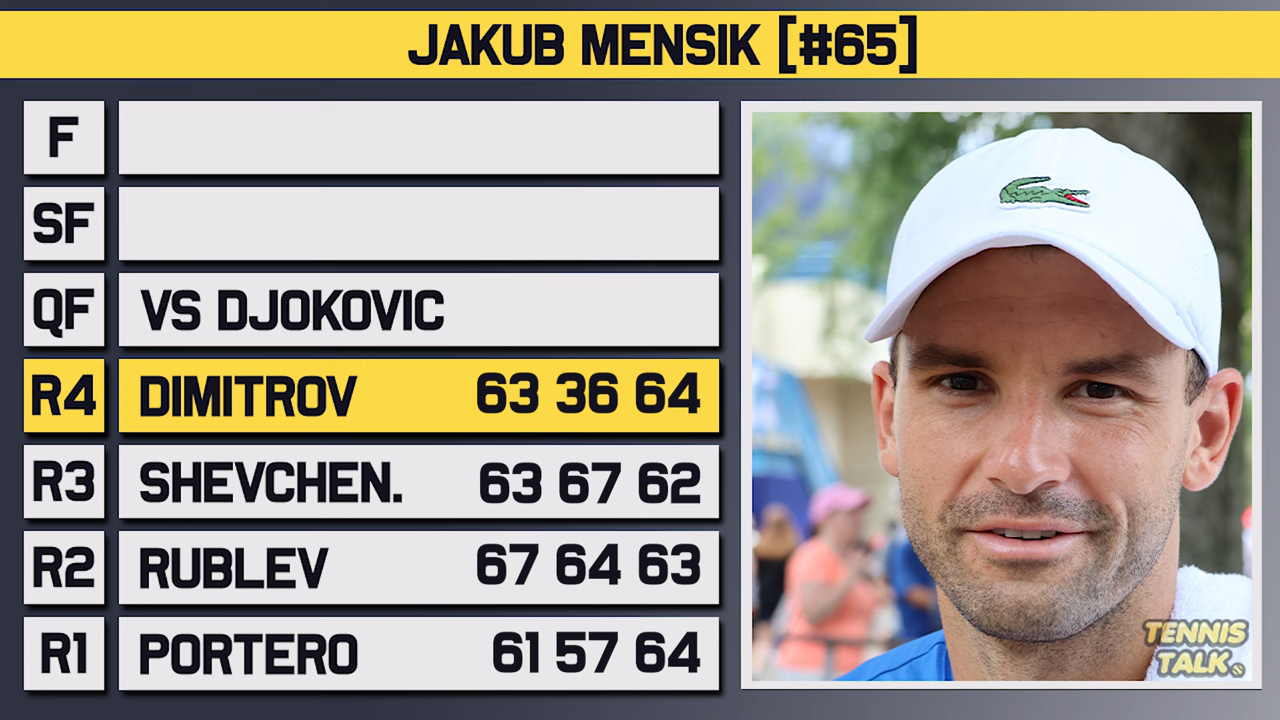 JAKUB MENSIK [#65]
F
SF
QF VS DJOKOVIC
R4 DIMITROV 63 36 64
R3 SHEVCHEN. 63 67 62
R2 RUBLEV 67 64 63
R1 PORTERO 61 57 64
TENNIS
TALK